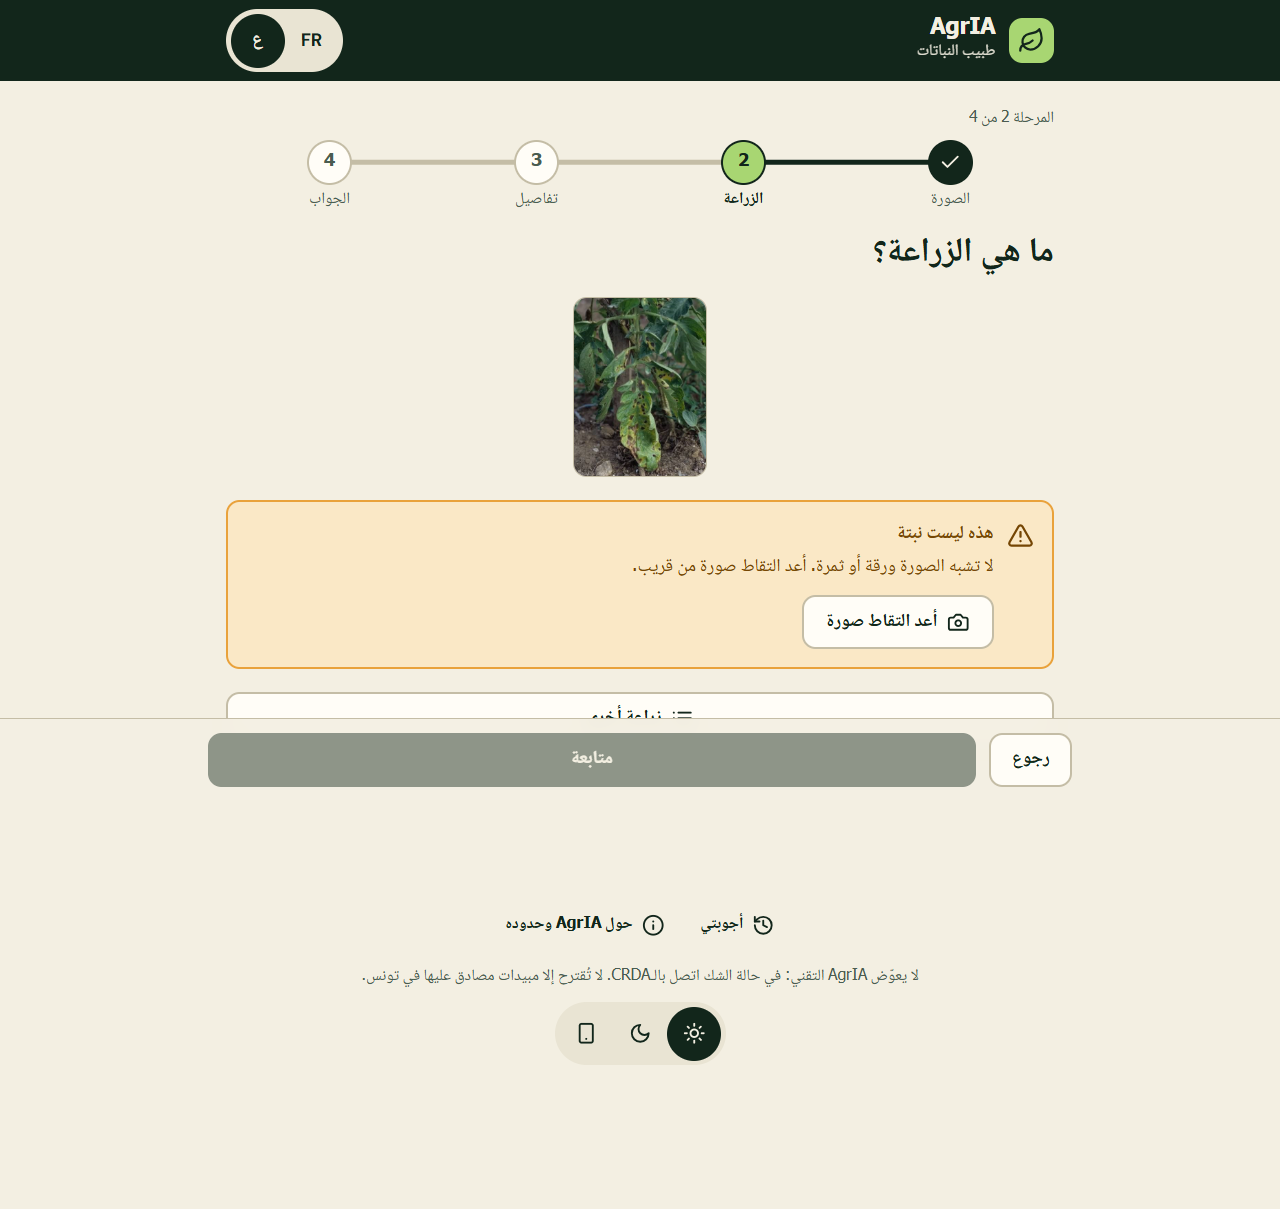 AgrIA
طبيب النباتات
FR
ع
المرحلة 2 من 4
2
3
4
الصورة
الزراعة
تفاصيل
الجواب
ما هي الزراعة؟
هذه ليست نبتة
لا تشبه الصورة ورقة أو ثمرة. أعد التقاط صورة من قريب.
أعد التقاط صورة
زراعة أخرى
رجوع
متابعة
أجوبتي
حول AgrIA وحدوده
لا يعوّض AgrIA التقني: في حالة الشك اتصل بالـCRDA. لا تُقترح إلا مبيدات مصادق عليها في تونس.